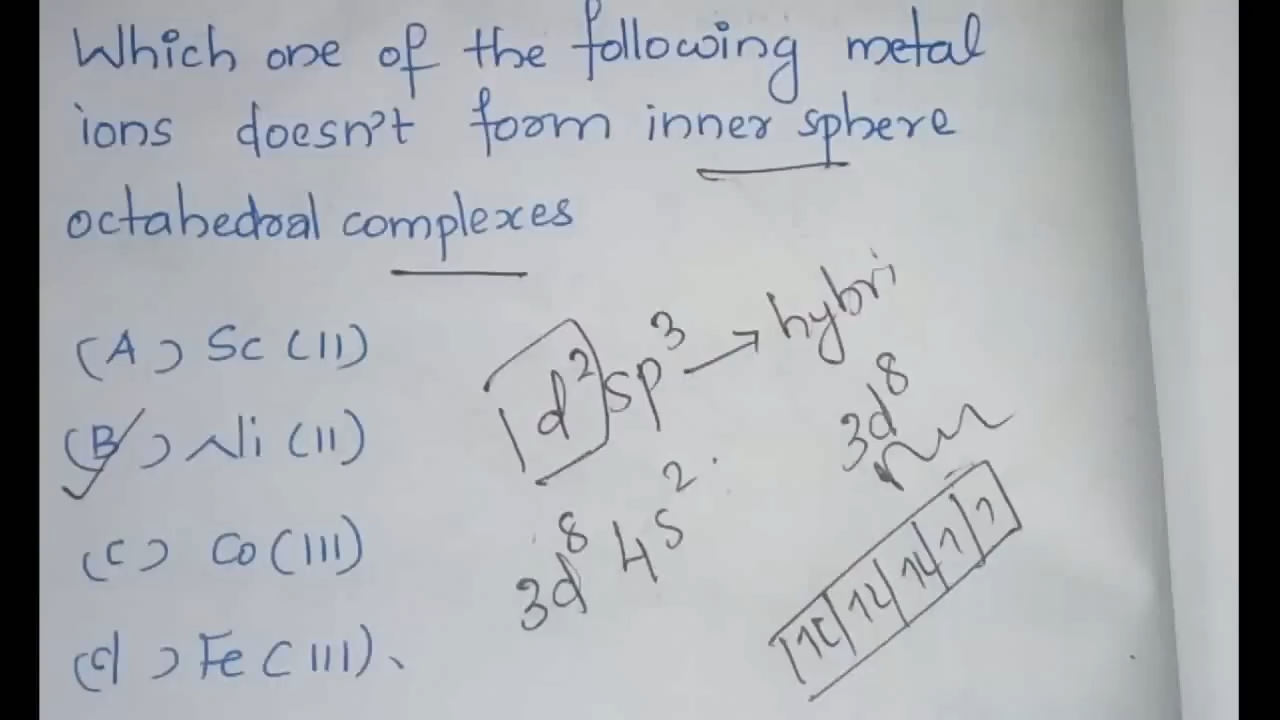 Which one of the following metal
ions doesn't form inner sphere
octahedral complexes
(A) Sc (II)
d²sp³ → hybri
(B) Ni (II)
3d⁸
(C) Co (III)
3d⁸ 4s²
(d) Fe (III)